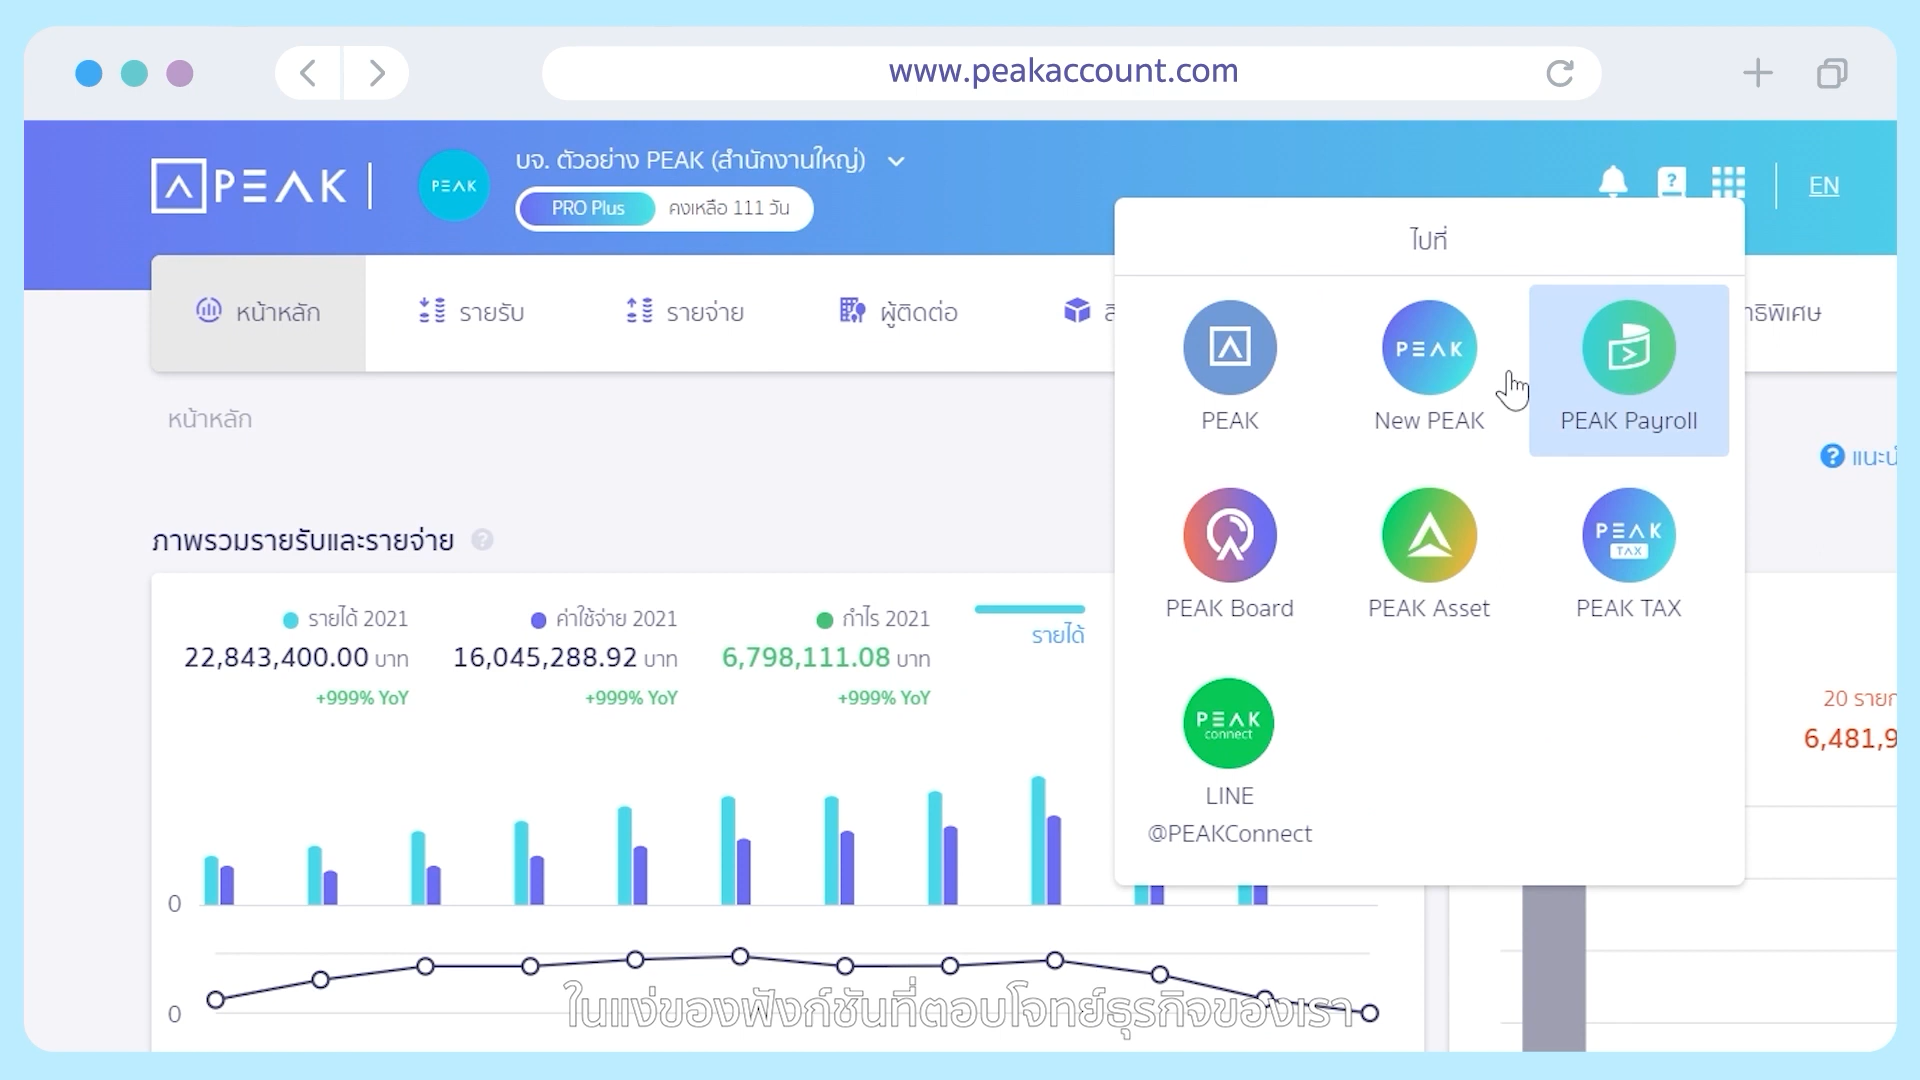 www.peakaccount.com
PEAK
PEAK
บจ. ตัวอย่าง PEAK (สำนักงานใหญ่)
PRO Plus คงเหลือ 111 วัน
EN
ไปที่
หน้าหลัก
รายรับ
รายจ่าย
ผู้ติดต่อ
PEAK
PEAK
New PEAK
PEAK Payroll
หน้าหลัก
PEAK
TAX
PEAK Board
PEAK Asset
PEAK TAX
ภาพรวมรายรับและรายจ่าย
รายได้ 2021
ค่าใช้จ่าย 2021
กำไร 2021
รายได้
22,843,400.00 บาท
16,045,288.92 บาท
6,798,111.08 บาท
+999% YoY
+999% YoY
+999% YoY
PEAK
connect
LINE
@PEAKConnect
20
6,481,9
0
0
ในแง่ของฟังก์ชันที่ตอบโจทย์ธุรกิจของเรา